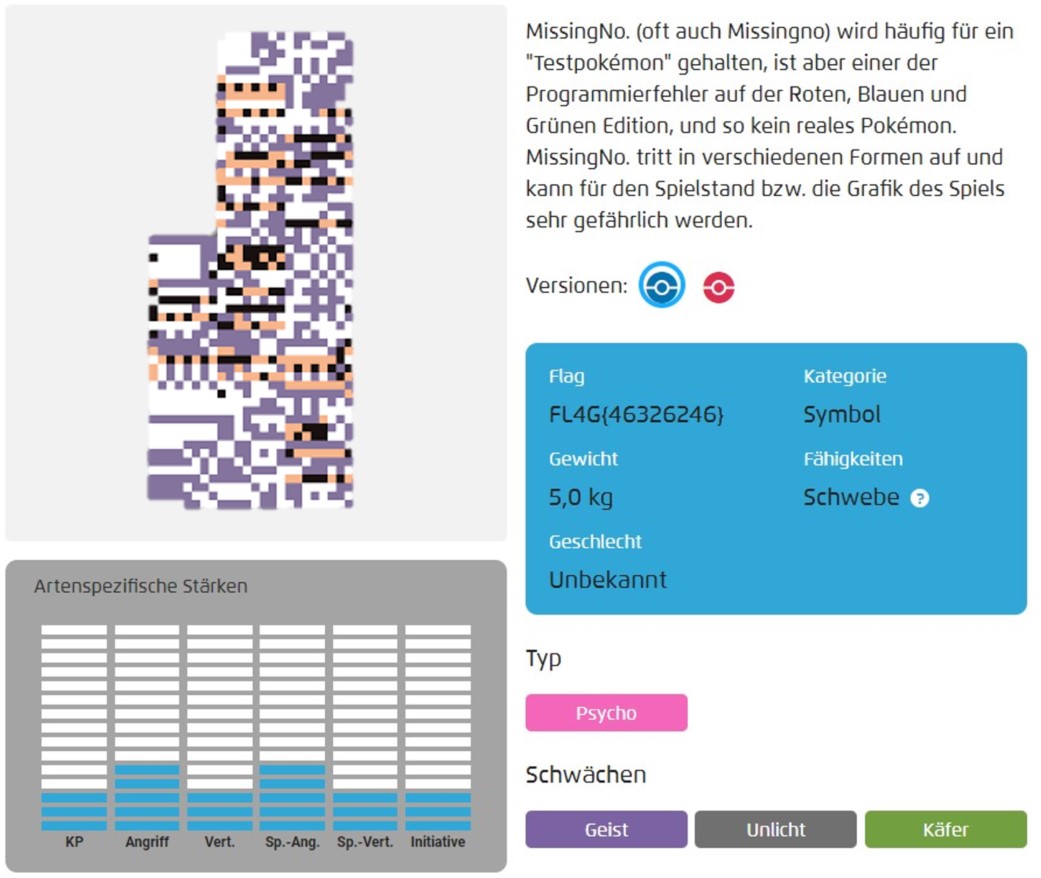 MissingNo. (oft auch Missingno) wird häufig für ein
"Testpokémon" gehalten, ist aber einer der
Programmierfehler auf der Roten, Blauen und
Grünen Edition, und so kein reales Pokémon.
MissingNo. tritt in verschiedenen Formen auf und
kann für den Spielstand bzw. die Grafik des Spiels
sehr gefährlich werden.
Versionen:
Flag
FL4G{46326246}
Kategorie
Symbol
Gewicht
5,0 kg
Fähigkeiten
Schwebe ?
Geschlecht
Unbekannt
Artenspezifische Stärken
KP Angriff Vert. Sp.-Ang. Sp.-Vert. Initiative
Typ
Psycho
Schwächen
Geist Unlicht Käfer